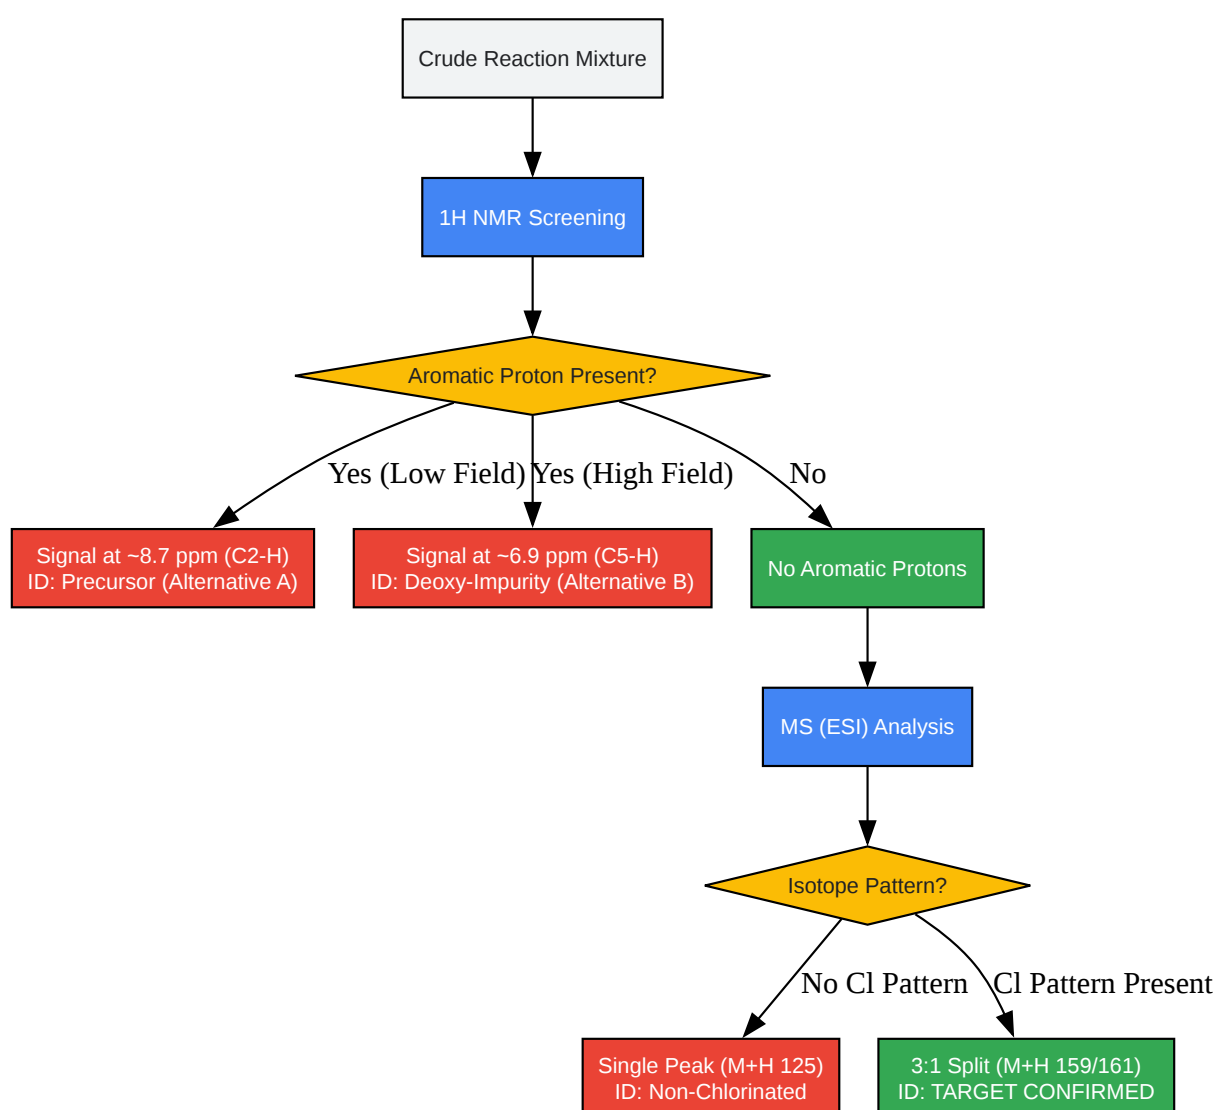 Crude Reaction Mixture
1H NMR Screening
Aromatic Proton Present?
Yes (Low Field)
Yes (High Field)
No
Signal at ~8.7 ppm (C2-H)
ID: Precursor (Alternative A)
Signal at ~6.9 ppm (C5-H)
ID: Deoxy-Impurity (Alternative B)
No Aromatic Protons
MS (ESI) Analysis
Isotope Pattern?
No Cl Pattern
Cl Pattern Present
Single Peak (M+H 125)
ID: Non-Chlorinated
3:1 Split (M+H 159/161)
ID: TARGET CONFIRMED